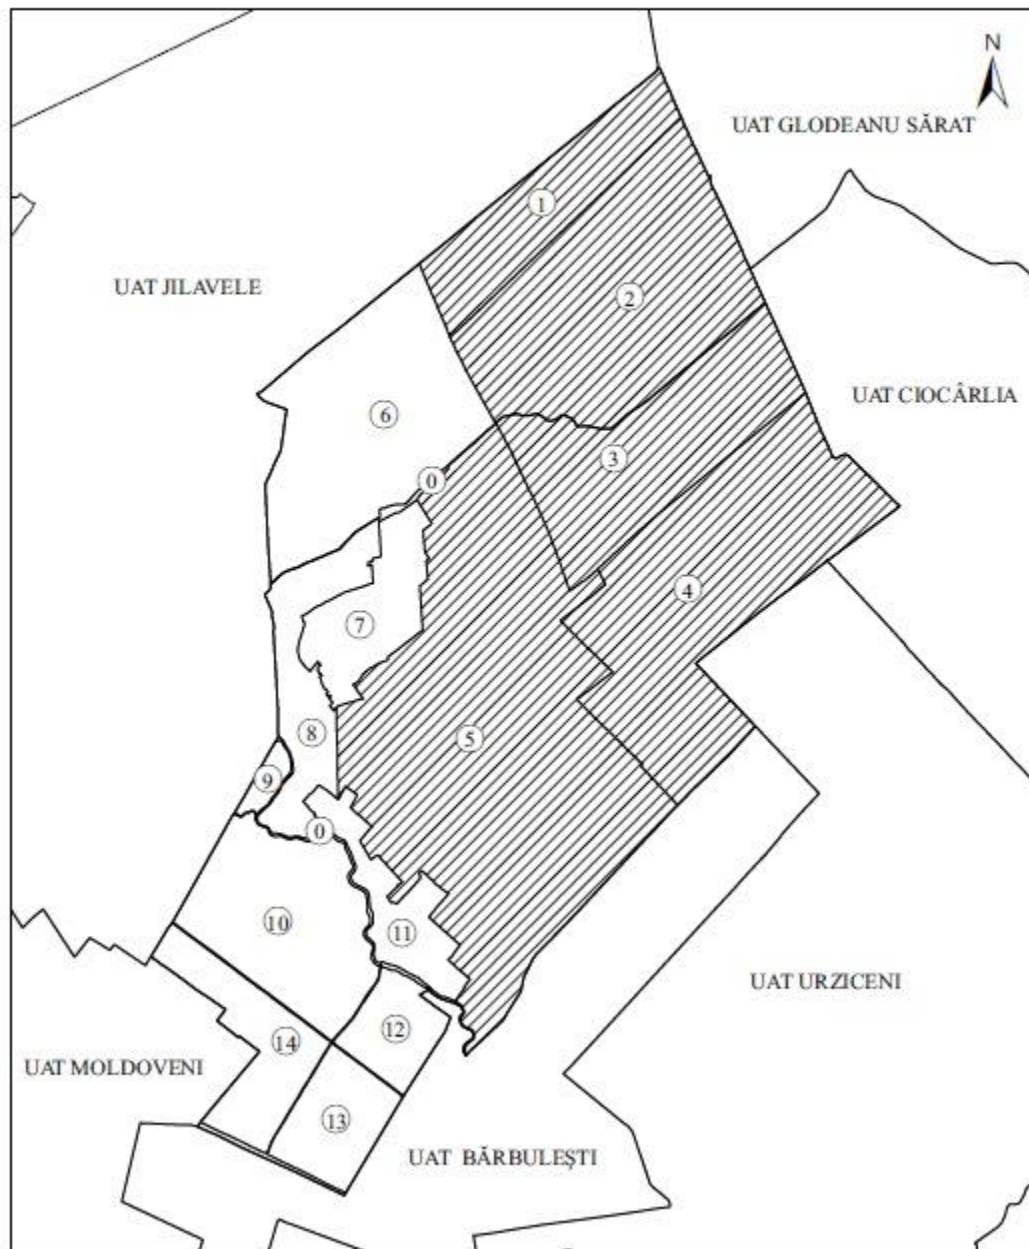 N
UAT GLODEANU SĂRAT
1
UAT JILAVELE
2
UAT CIOCÂRLIA
6
3
0
4
7
8
5
9
0
10
11
UAT URZICENI
12
14
UAT MOLDOVENI
13
UAT BĂRBULEȘTI